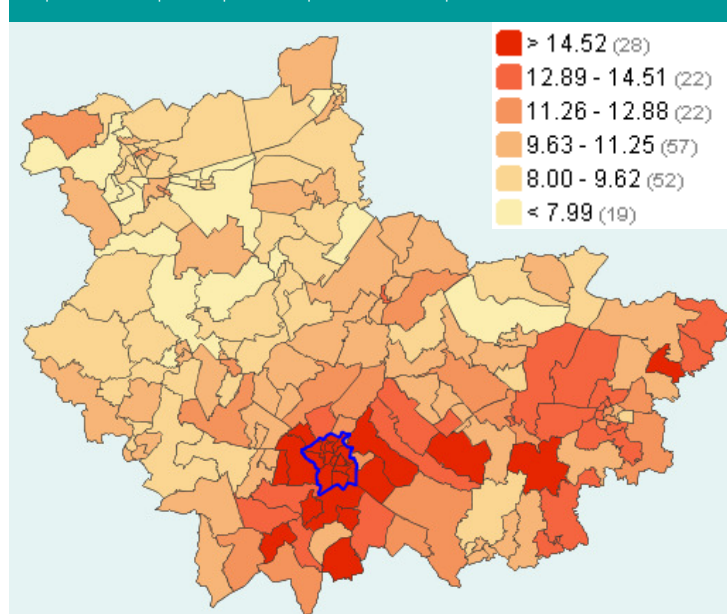 > 14.52 (28)
12.89 - 14.51 (22)
11.26 - 12.88 (22)
9.63 - 11.25 (57)
8.00 - 9.62 (52)
< 7.99 (19)